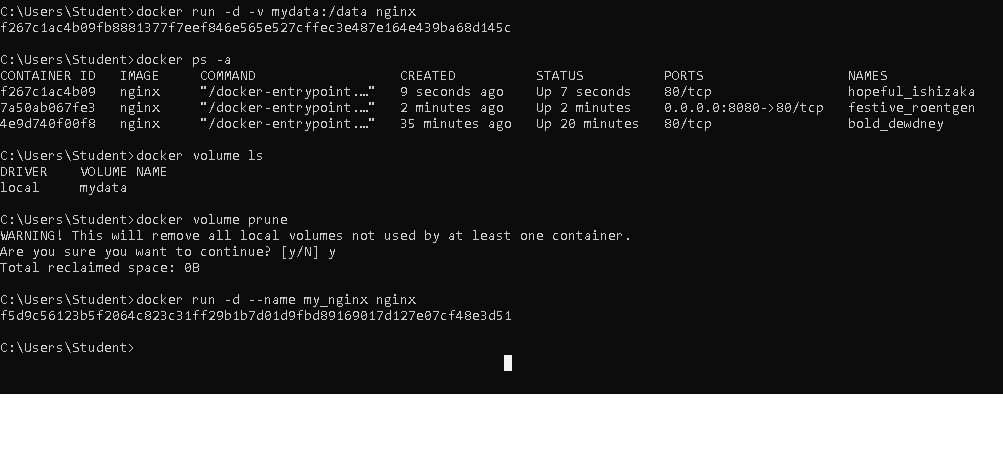 C:\Users\Student>docker run -d -v mydata:/data nginx
f267c1ac4b09fb8881377f7eef846e565e527cffec3e487e164e439ba68d145c
C:\Users\Student>docker ps -a
CONTAINER ID   IMAGE     COMMAND                  CREATED          STATUS          PORTS                  NAMES
f267c1ac4b09   nginx     "/docker-entrypoint.…"   9 seconds ago    Up 7 seconds    80/tcp                 hopeful_ishizaka
7a50ab067fe3   nginx     "/docker-entrypoint.…"   2 minutes ago    Up 2 minutes    0.0.0.0:8080->80/tcp   festive_roentgen
4e9d740f00f8   nginx     "/docker-entrypoint.…"   35 minutes ago   Up 20 minutes   80/tcp                 bold_dewdney
C:\Users\Student>docker volume ls
DRIVER    VOLUME NAME
local     mydata
C:\Users\Student>docker volume prune
WARNING! This will remove all local volumes not used by at least one container.
Are you sure you want to continue? [y/N] y
Total reclaimed space: 0B
C:\Users\Student>docker run -d --name my_nginx nginx
f5d9c56123b5f2064c823c31ff29b1b7d01d9fbd89169017d127e07cf48e3d51
C:\Users\Student>